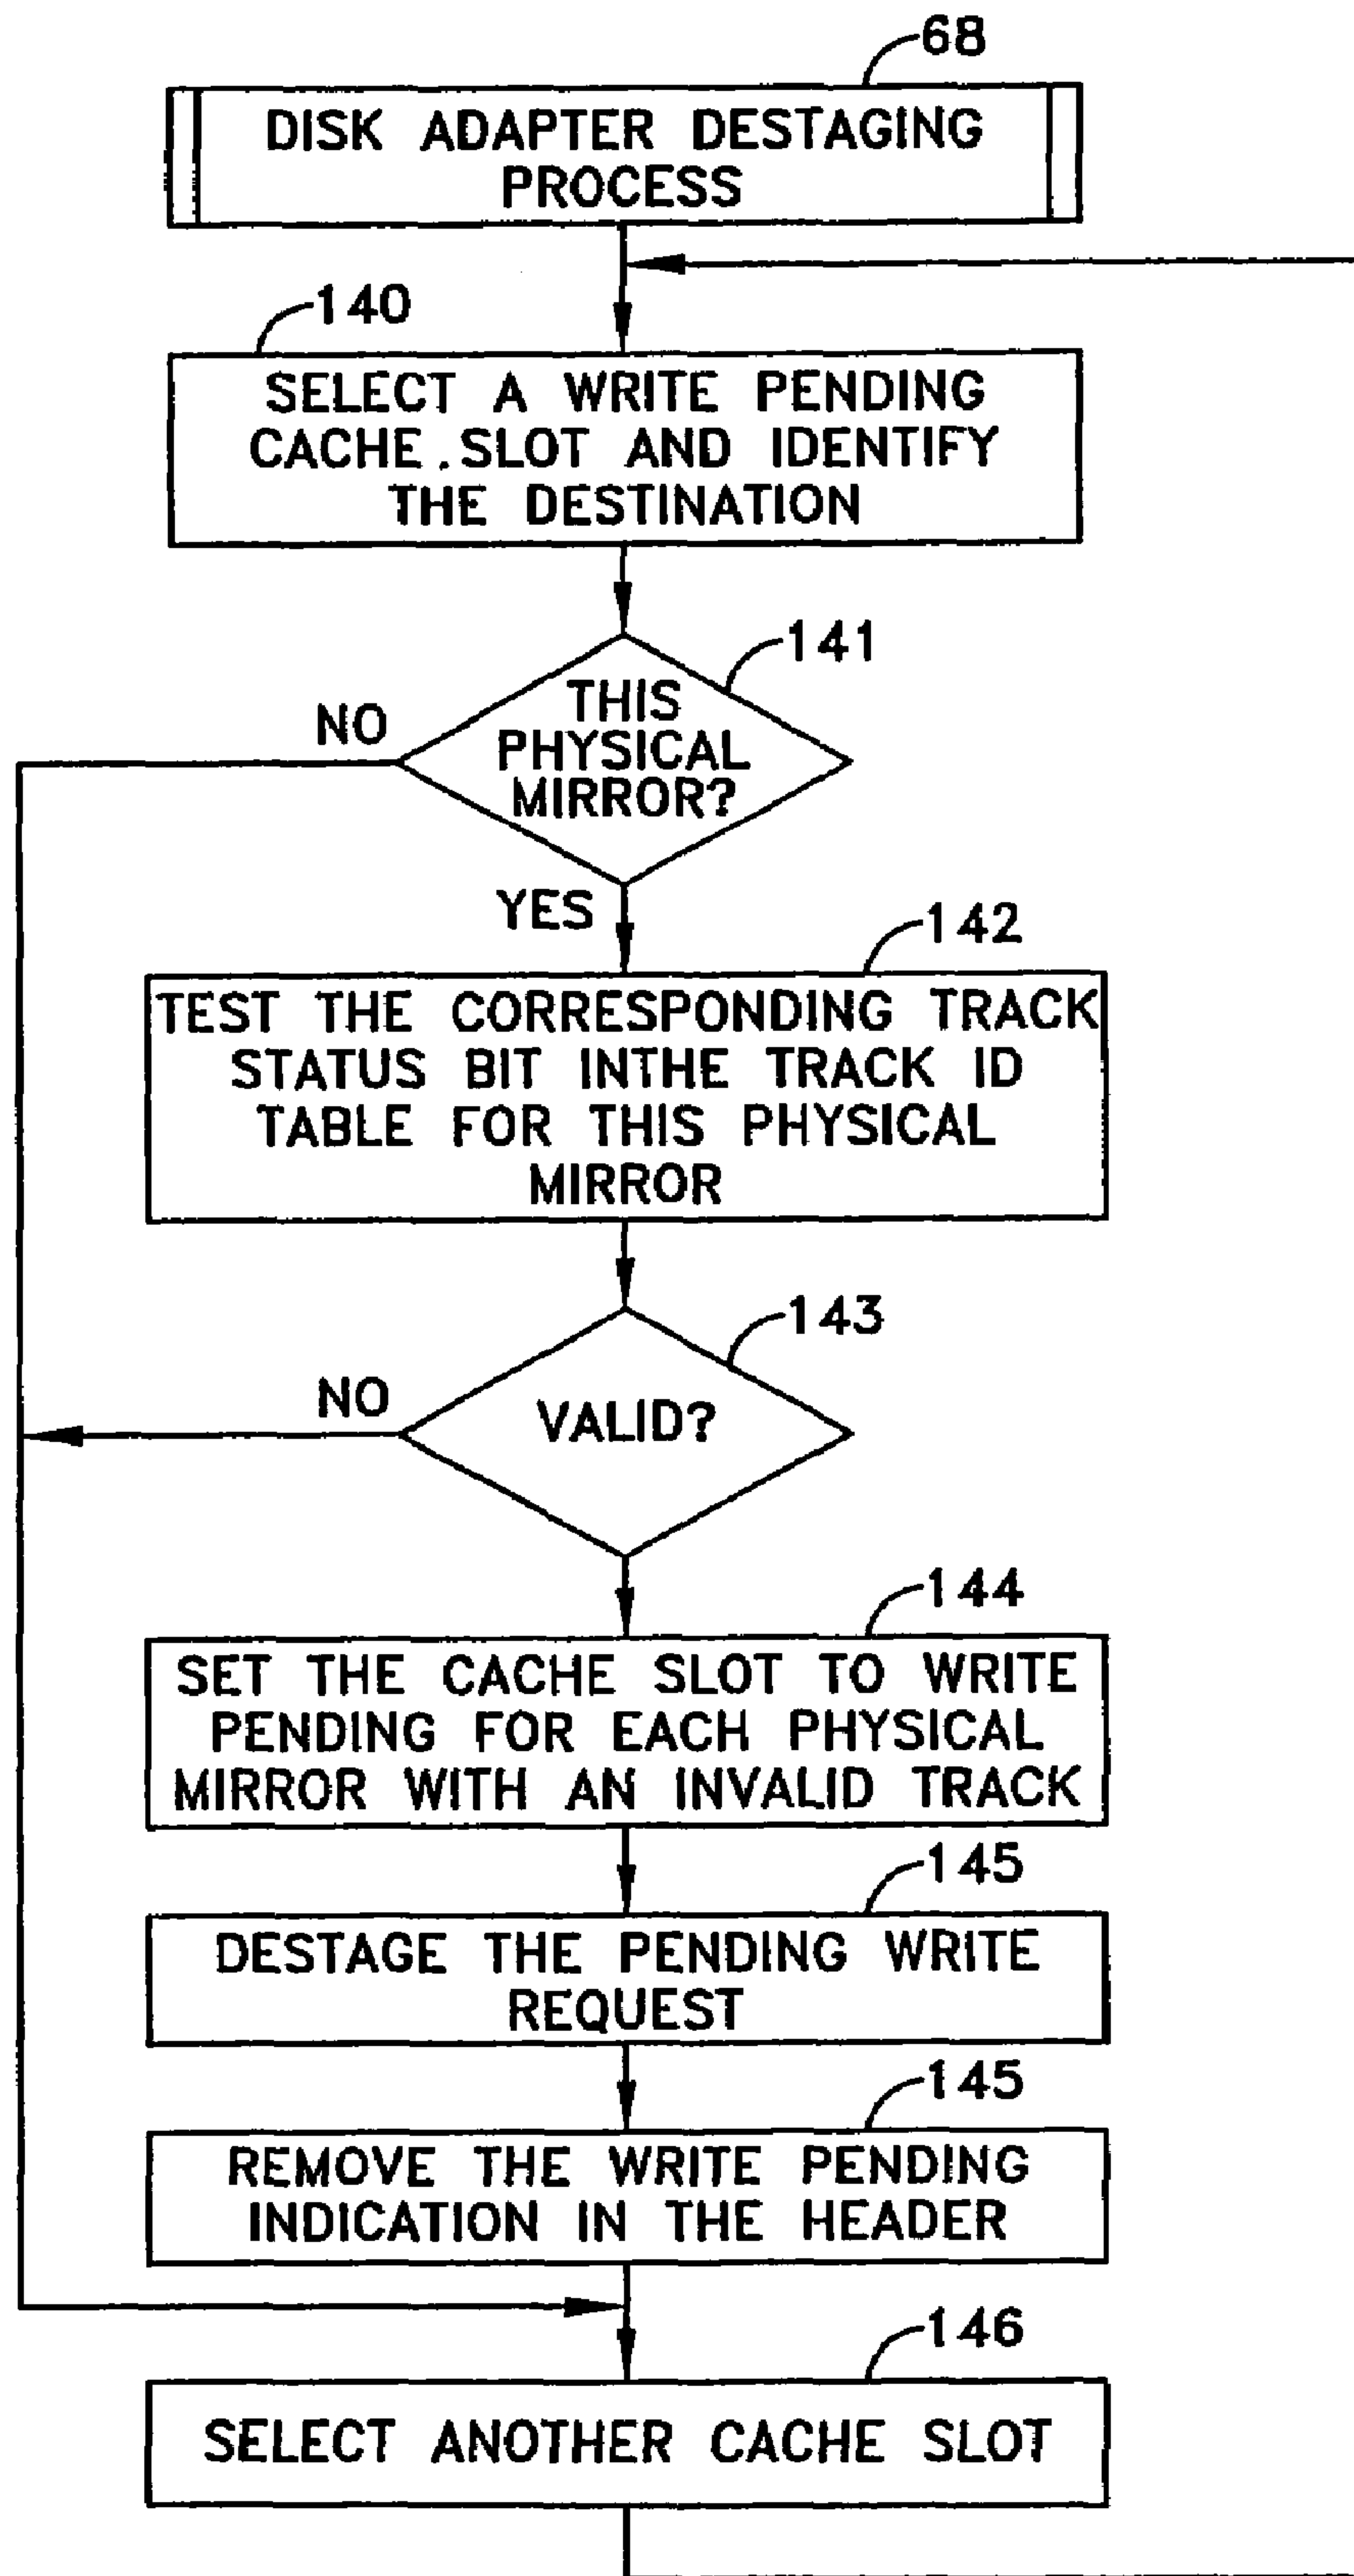 68
DISK ADAPTER DESTAGING
PROCESS
140
SELECT A WRITE PENDING
CACHE.SLOT AND IDENTIFY
THE DESTINATION
141
NO
THIS
PHYSICAL
MIRROR?
YES
142
TEST THE CORRESPONDING TRACK
STATUS BIT INTHE TRACK ID
TABLE FOR THIS PHYSICAL
MIRROR
143
NO
VALID?
144
SET THE CACHE SLOT TO WRITE
PENDING FOR EACH PHYSICAL
MIRROR WITH AN INVALID TRACK
145
DESTAGE THE PENDING WRITE
REQUEST
145
REMOVE THE WRITE PENDING
INDICATION IN THE HEADER
146
SELECT ANOTHER CACHE SLOT